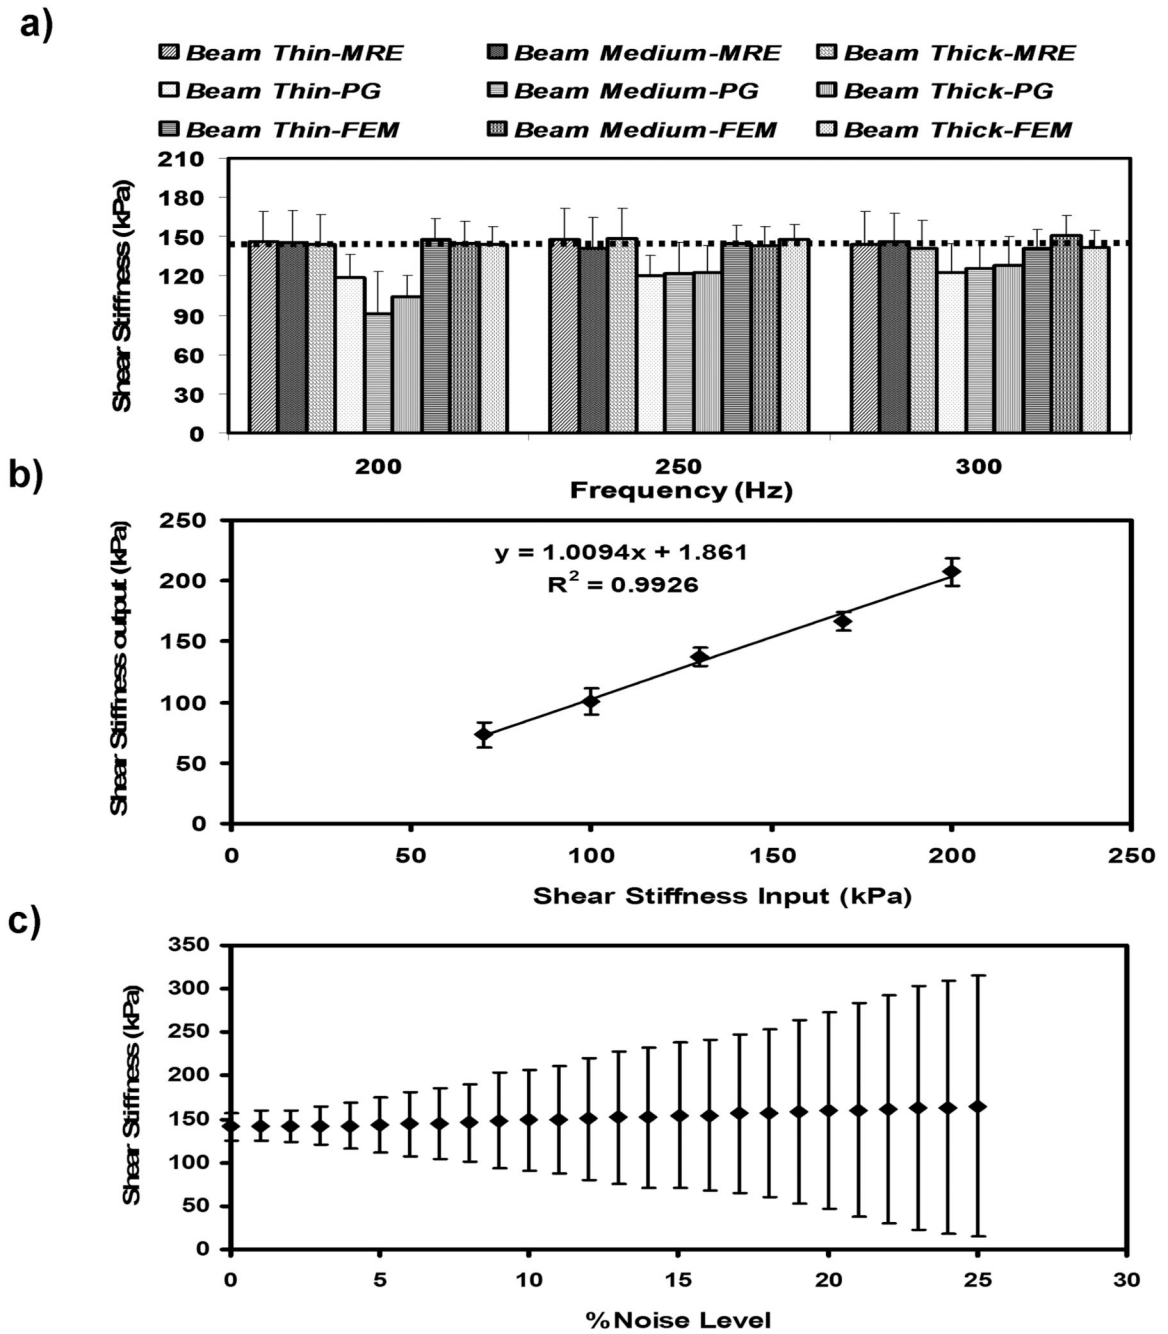 a)
Beam Thin-MRE Beam Medium-MRE Beam Thick-MRE
Beam Thin-PG Beam Medium-PG Beam Thick-PG
Beam Thin-FEM Beam Medium-FEM Beam Thick-FEM
Shear Stiffness (kPa)
210
180
150
120
90
60
30
0
200 250 300
Frequency (Hz)
b)
Shear Stiffness output (kPa)
250
200
150
100
50
0
y = 1.0094x + 1.861
R² = 0.9926
0 50 100 150 200 250
Shear Stiffness Input (kPa)
c)
Shear Stiffness (kPa)
350
300
250
200
150
100
50
0
0 5 10 15 20 25 30
%Noise Level